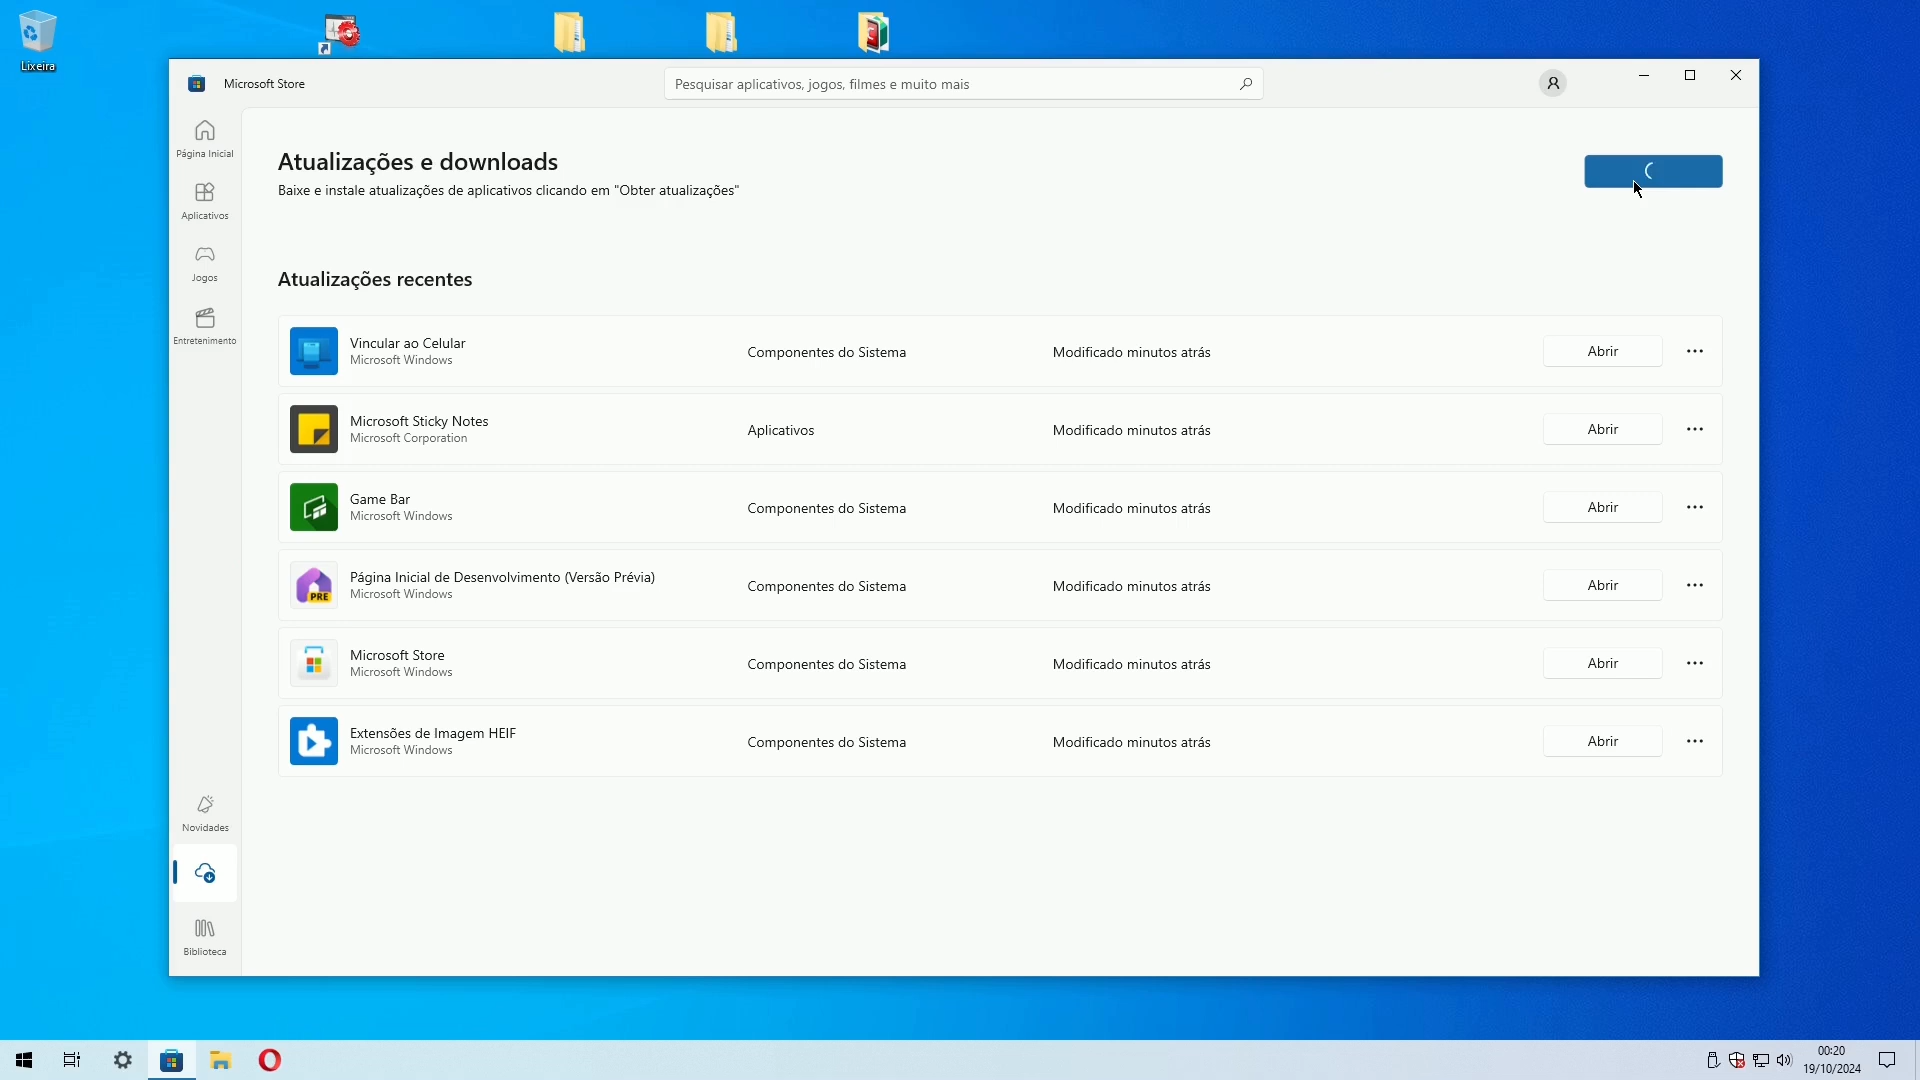 Lixeira
Microsoft Store
Pesquisar aplicativos, jogos, filmes e muito mais
Página Inicial
Aplicativos
Jogos
Entretenimento
Novidades
Biblioteca
Atualizações e downloads
Baixe e instale atualizações de aplicativos clicando em "Obter atualizações"
Atualizações recentes
Vincular ao Celular
Microsoft Windows
Componentes do Sistema
Modificado minutos atrás
Abrir
Microsoft Sticky Notes
Microsoft Corporation
Aplicativos
Modificado minutos atrás
Abrir
Game Bar
Microsoft Windows
Componentes do Sistema
Modificado minutos atrás
Abrir
PRE
Página Inicial de Desenvolvimento (Versão Prévia)
Microsoft Windows
Componentes do Sistema
Modificado minutos atrás
Abrir
Microsoft Store
Microsoft Windows
Componentes do Sistema
Modificado minutos atrás
Abrir
Extensões de Imagem HEIF
Microsoft Windows
Componentes do Sistema
Modificado minutos atrás
Abrir
00:20
19/10/2024